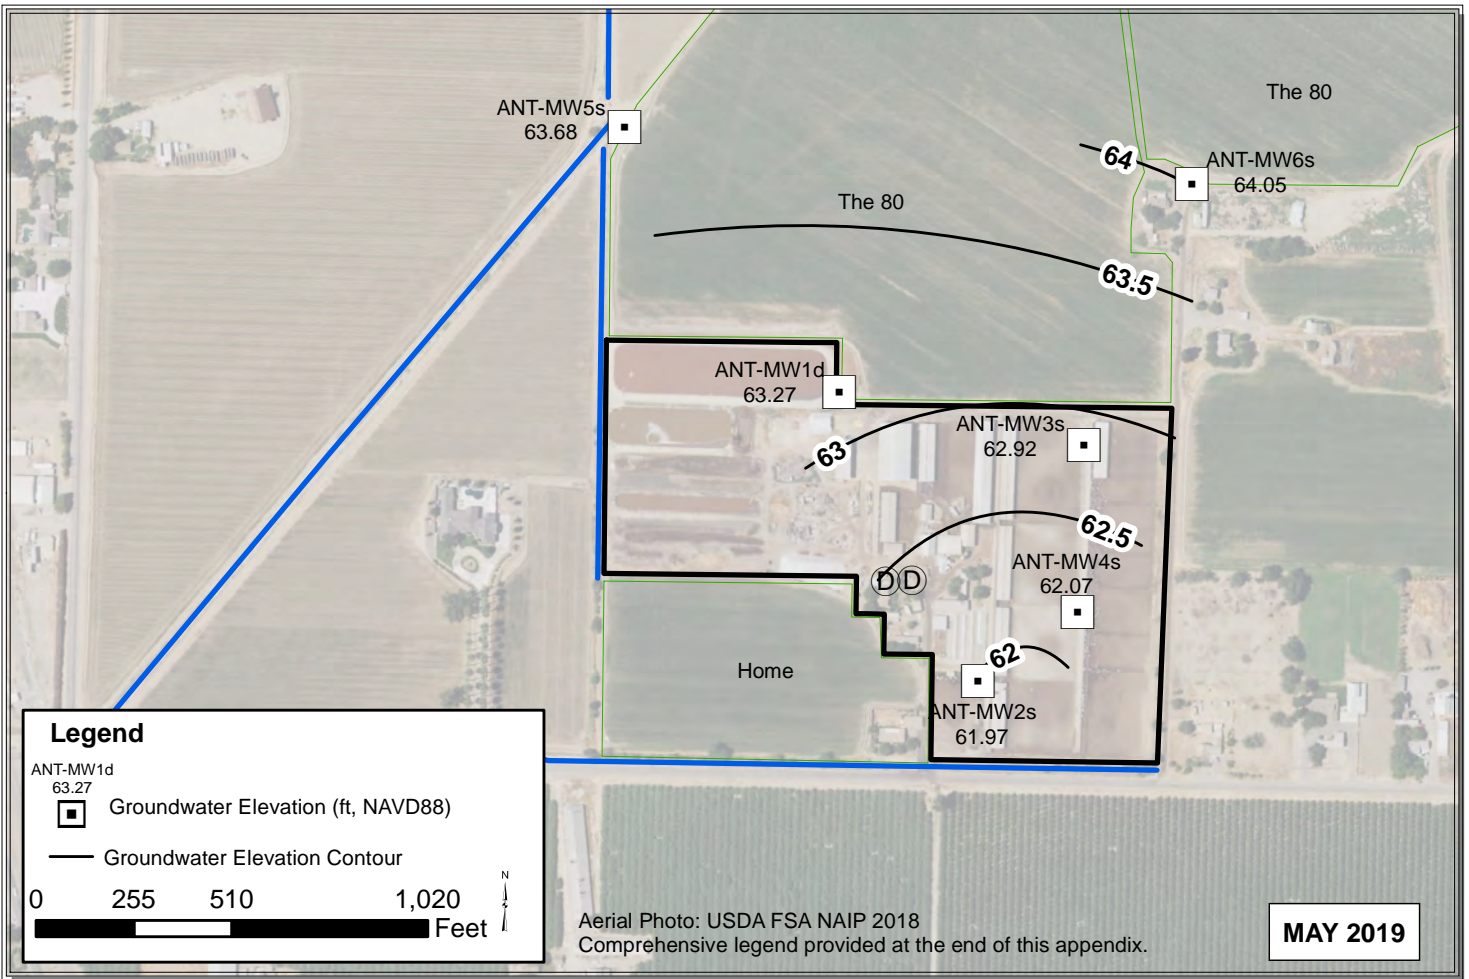 The 80
ANT-MW5s
63.68
64
ANT-MW6s
64.05
The 80
63.5
ANT-MW1d
63.27
ANT-MW3s
62.92
63
62.5
ANT-MW4s
62.07
D D
62
Home
ANT-MW2s
61.97
Legend
ANT-MW1d
63.27
Groundwater Elevation (ft, NAVD88)
Groundwater Elevation Contour
0 255 510 1,020
Feet
N
Aerial Photo: USDA FSA NAIP 2018
Comprehensive legend provided at the end of this appendix.
MAY 2019